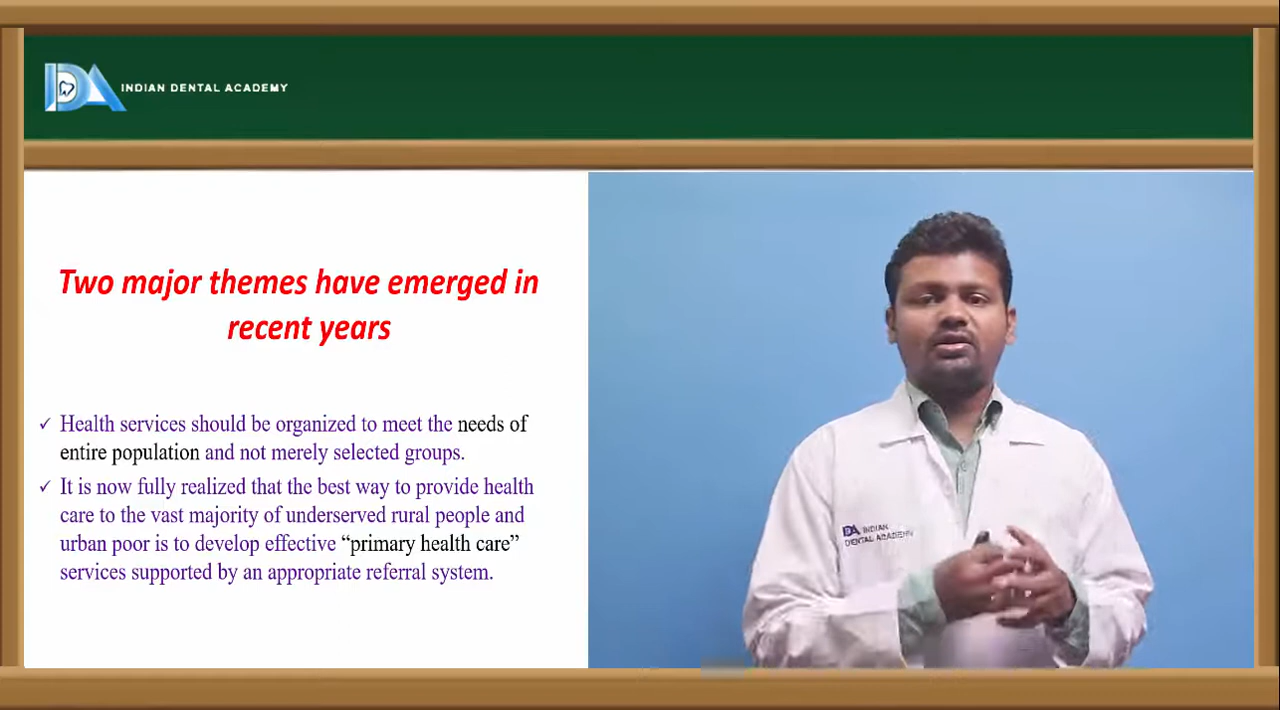 IDA INDIAN DENTAL ACADEMY
Two major themes have emerged in
recent years
✓ Health services should be organized to meet the needs of
entire population and not merely selected groups.
✓ It is now fully realized that the best way to provide health
care to the vast majority of underserved rural people and
urban poor is to develop effective “primary health care”
services supported by an appropriate referral system.
IDA INDIAN
DENTAL ACADEMY